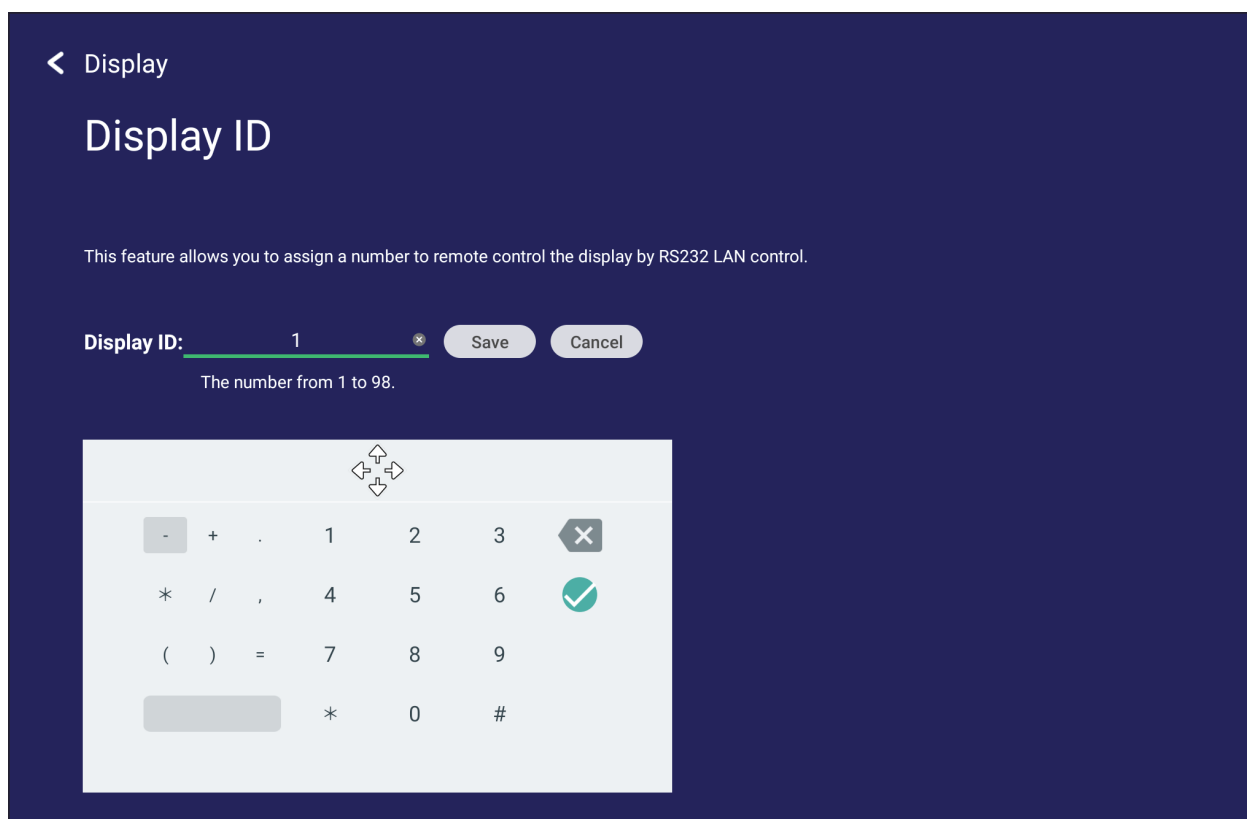 Display
Display ID
This feature allows you to assign a number to remote control the display by RS232 LAN control.
Display ID: 1 Save Cancel
The number from 1 to 98.
- + . 1 2 3
* / , 4 5 6
( ) = 7 8 9
* 0 #